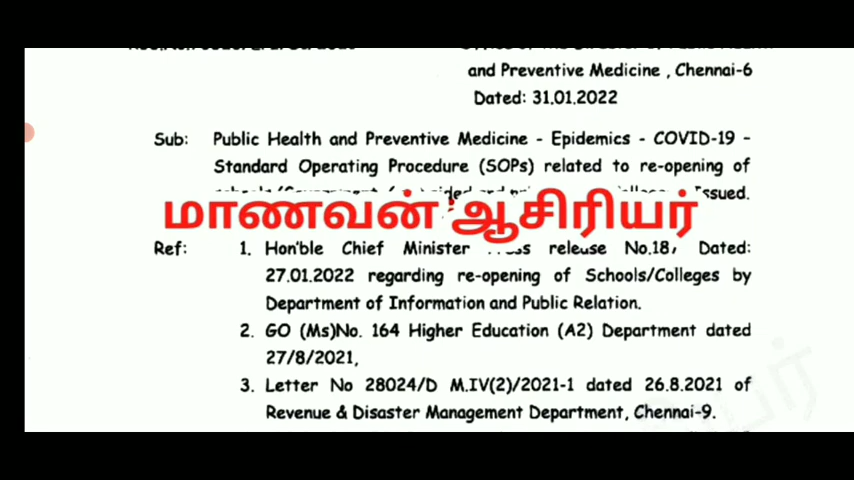 and Preventive Medicine , Chennai-6
Dated: 31.01.2022
Sub: Public Health and Preventive Medicine - Epidemics - COVID-19 -
Standard Operating Procedure (SOPs) related to re-opening of
Issued.
மாணவன் ஆசிரியர்
Ref: 1. Hon'ble Chief Minister release No.18, Dated:
27.01.2022 regarding re-opening of Schools/Colleges by
Department of Information and Public Relation.
2. GO (Ms)No. 164 Higher Education (A2) Department dated
27/8/2021,
3. Letter No 28024/D M.IV(2)/2021-1 dated 26.8.2021 of
Revenue & Disaster Management Department, Chennai-9.